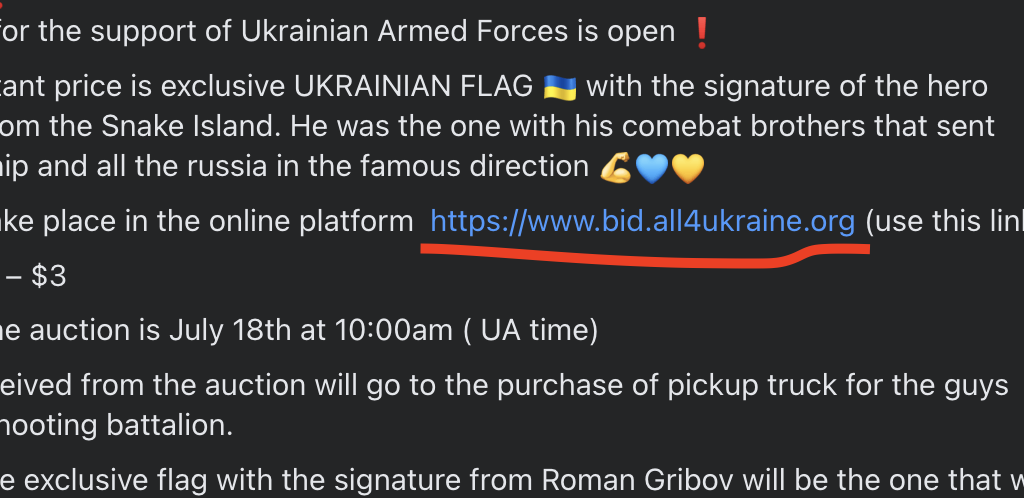 for the support of Ukrainian Armed Forces is open ❗
tant price is exclusive UKRAINIAN FLAG 🇺🇦 with the signature of the hero
om the Snake Island. He was the one with his comebat brothers that sent
hip and all the russia in the famous direction 💪💙💛
ke place in the online platform https://www.bid.all4ukraine.org (use this link
– $3
e auction is July 18th at 10:00am ( UA time)
eived from the auction will go to the purchase of pickup truck for the guys
hooting battalion.
e exclusive flag with the signature from Roman Gribov will be the one that w